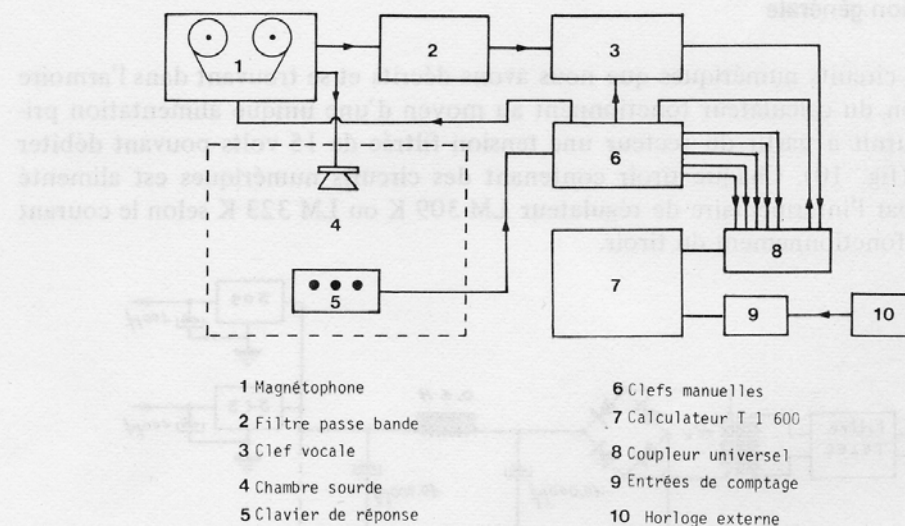 1
2
3
4
5
6
7
8
9
10
1 Magnétophone
2 Filtre passe bande
3 Clef vocale
4 Chambre sourde
5 Clavier de réponse
6 Clefs manuelles
7 Calculateur T 1 600
8 Coupleur universel
9 Entrées de comptage
10 Horloge externe